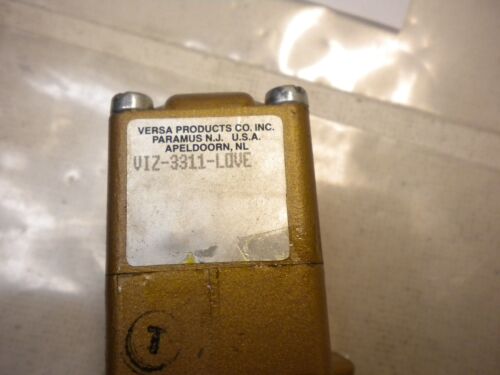 VERSA PRODUCTS CO. INC.
PARAMUS N.J. U.S.A.
APELDOORN, NL
VIZ-3311-LOVE
T